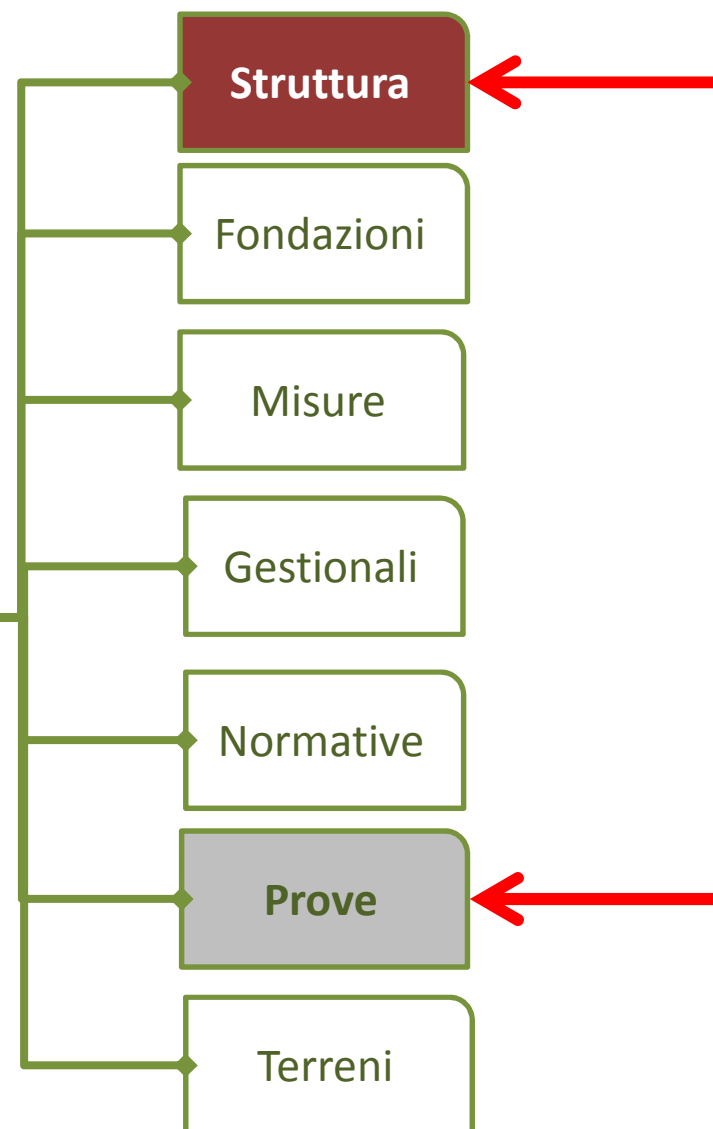 Struttura
Fondazioni
Misure
Gestionali
Normative
Prove
Terreni